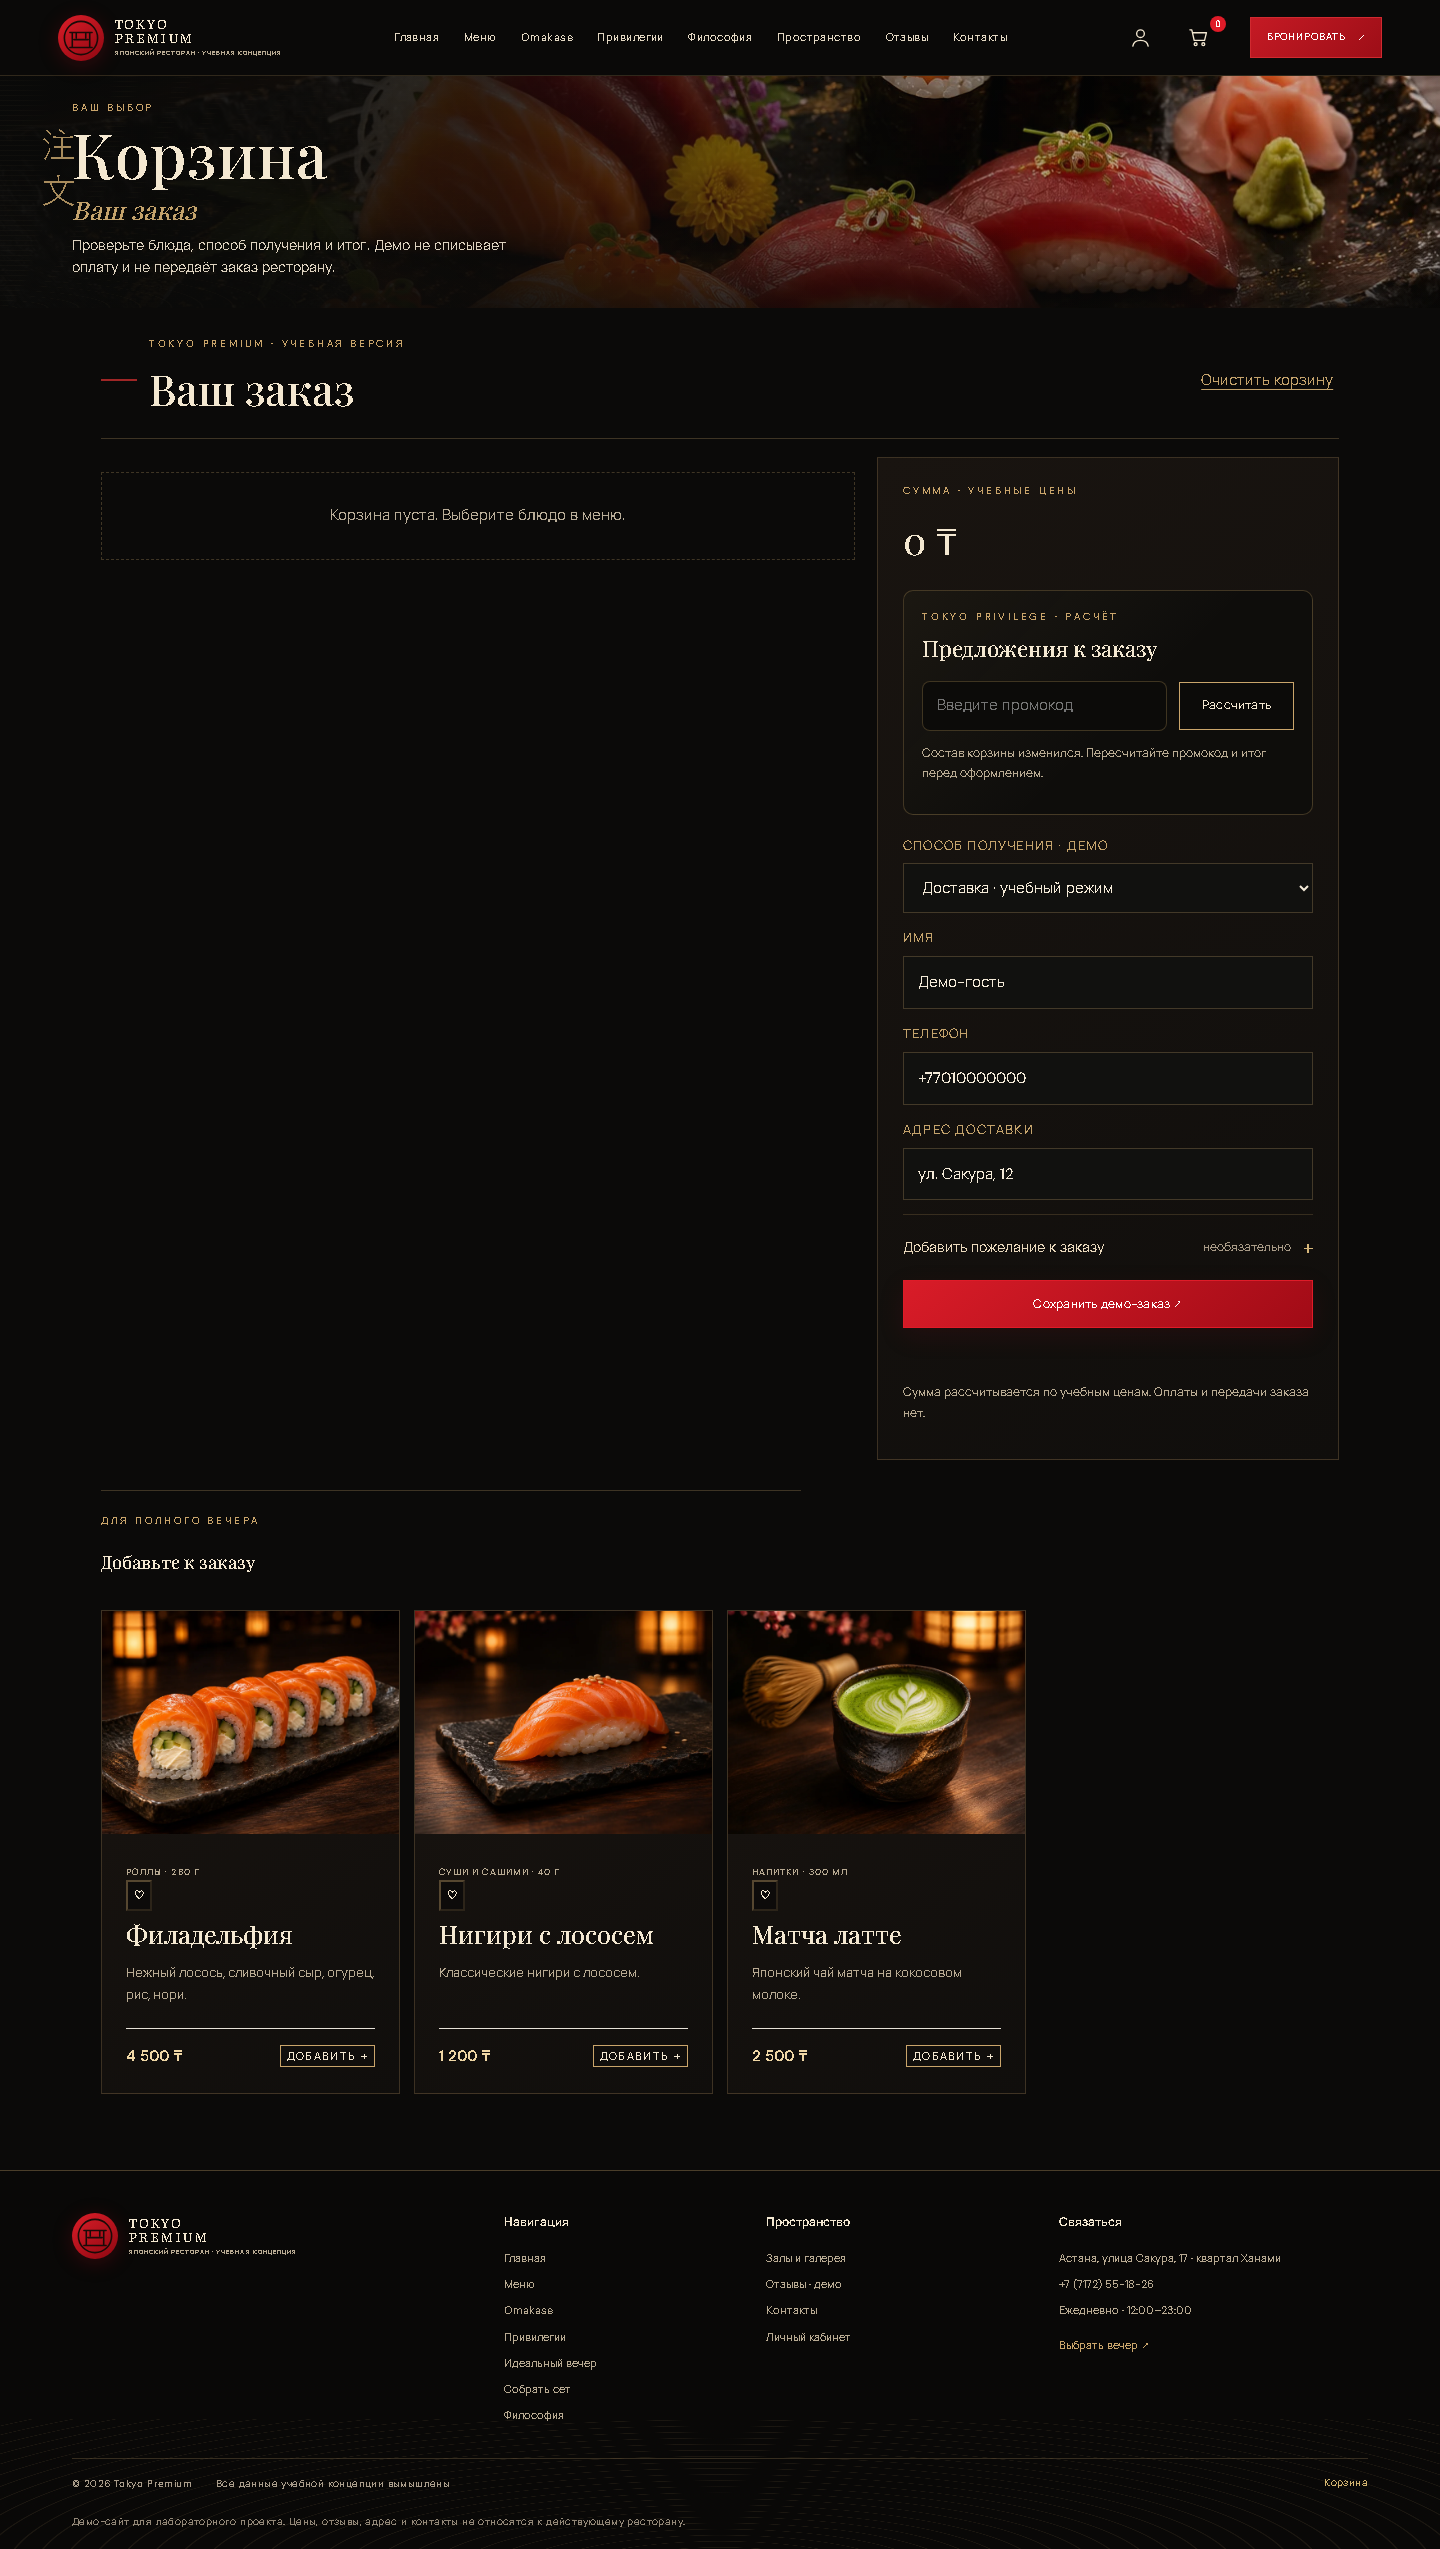 TOKYO
PREMIUM
ЯПОНСКИЙ РЕСТОРАН · УЧЕБНАЯ КОНЦЕПЦИЯ
Главная
Меню
Omakase
Привилегии
Философия
Пространство
Отзывы
Контакты
0
БРОНИРОВАТЬ ↗
ВАШ ВЫБОР
注文
Корзина
Ваш заказ
Проверьте блюда, способ получения и итог. Демо не списывает
оплату и не передаёт заказ ресторану.
TOKYO PREMIUM · УЧЕБНАЯ ВЕРСИЯ
Ваш заказ
Очистить корзину
Корзина пуста. Выберите блюдо в меню.
СУММА · УЧЕБНЫЕ ЦЕНЫ
0 ₸
TOKYO PRIVILEGE · РАСЧЁТ
Предложения к заказу
Введите промокод
Рассчитать
Состав корзины изменился. Пересчитайте промокод и итог
перед оформлением.
СПОСОБ ПОЛУЧЕНИЯ · ДЕМО
Доставка · учебный режим
ИМЯ
Демо-гость
ТЕЛЕФОН
+77010000000
АДРЕС ДОСТАВКИ
ул. Сакура, 12
Добавить пожелание к заказу
необязательно +
Сохранить демо-заказ ↗
Сумма рассчитывается по учебным ценам. Оплаты и передачи заказа
нет.
ДЛЯ ПОЛНОГО ВЕЧЕРА
Добавьте к заказу
РОЛЛЫ · 280 Г
♡
Филадельфия
Нежный лосось, сливочный сыр, огурец,
рис, нори.
4 500 ₸
ДОБАВИТЬ +
СУШИ И САШИМИ · 40 Г
♡
Нигири с лососем
Классические нигири с лососем.
1 200 ₸
ДОБАВИТЬ +
НАПИТКИ · 300 МЛ
♡
Матча латте
Японский чай матча на кокосовом
молоке.
2 500 ₸
ДОБАВИТЬ +
TOKYO
PREMIUM
ЯПОНСКИЙ РЕСТОРАН · УЧЕБНАЯ КОНЦЕПЦИЯ
Навигация
Главная
Меню
Omakase
Привилегии
Идеальный вечер
Собрать сет
Философия
Пространство
Залы и галерея
Отзывы · демо
Контакты
Личный кабинет
Связаться
Астана, улица Сакура, 17 · квартал Ханами
+7 (7172) 55-18-26
Ежедневно · 12:00–23:00
Выбрать вечер ↗
© 2026 Tokyo Premium
Все данные учебной концепции вымышлены
Корзина
Демо-сайт для лабораторного проекта. Цены, отзывы, адрес и контакты не относятся к действующему ресторану.